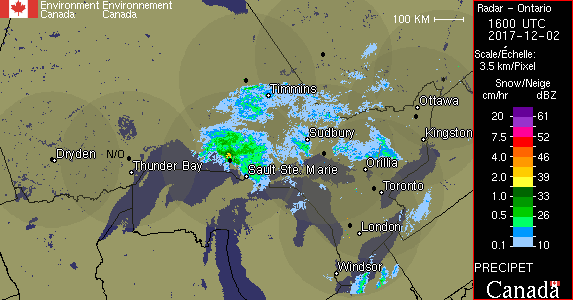 Environment Environnement
Canada Canada
100 KM
Radar - Ontario
1600 UTC
2017-12-02
Scale/Échelle:
3.5 km/Pixel
Snow/Neige
cm/hr dBZ
20 61
7.5 52
4.0 46
2.0 39
1.0 33
0.5 26
0.1 10
PRECIPET
Canada
Timmins
Ottawa
Sudbury
Kingston
Dryden
N/O
Thunder Bay
Sault Ste. Marie
Orillia
Toronto
London
Windsor